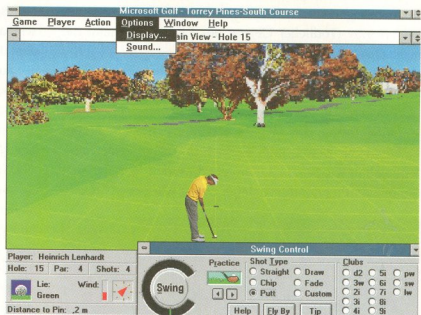 Microsoft Golf - Torrey Pines-South Course
Game Player Action Options Window Help
Display...
Sound...
ain View - Hole 15
Player: Heinrich Lenhardt
Hole: 15 Par: 4 Shots: 4
Lie: Wind:
Green
Distance to Pin: ,2 m
Swing Control
Swing
Practice
Shot Type
Straight Draw
Chip Fade
Putt Custom
Clubs
d2 5i pw
3w 6i sw
2i 7i lw
3i 8i
4i 9i
Help Fly By Tip